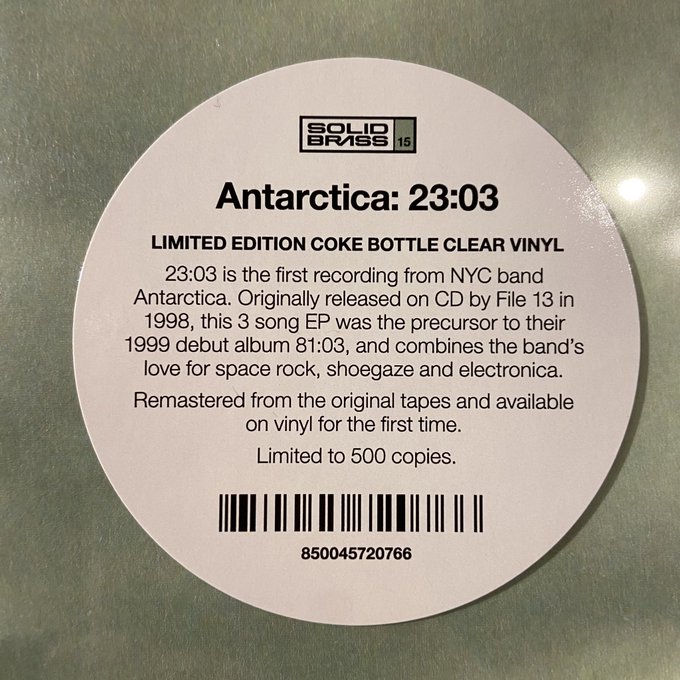 SOLID
BRASS 15
Antarctica: 23:03
LIMITED EDITION COKE BOTTLE CLEAR VINYL
23:03 is the first recording from NYC band
Antarctica. Originally released on CD by File 13 in
1998, this 3 song EP was the precursor to their
1999 debut album 81:03, and combines the band's
love for space rock, shoegaze and electronica.
Remastered from the original tapes and available
on vinyl for the first time.
Limited to 500 copies.
850045720766